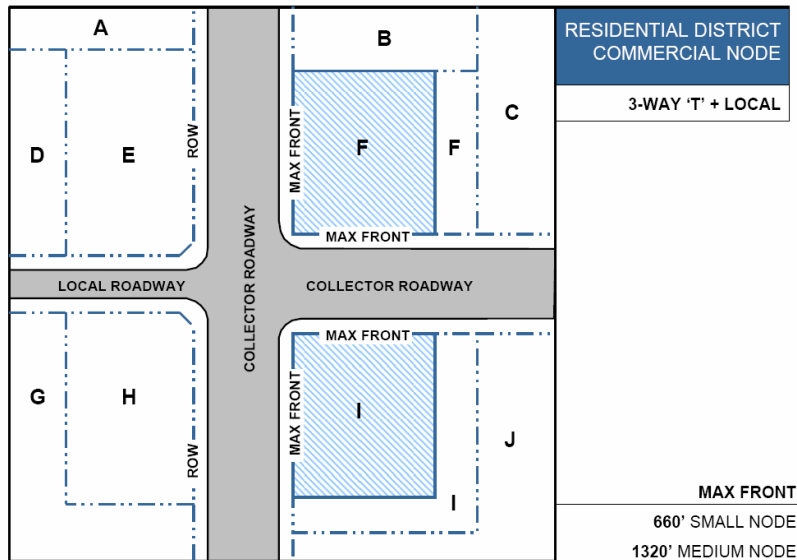 A
B
RESIDENTIAL DISTRICT
COMMERCIAL NODE
3-WAY ‘T’ + LOCAL
C
D
E
ROW
MAX FRONT
F
F
MAX FRONT
COLLECTOR ROADWAY
LOCAL ROADWAY
COLLECTOR ROADWAY
MAX FRONT
G
H
ROW
MAX FRONT
I
I
J
MAX FRONT
660’ SMALL NODE
1320’ MEDIUM NODE